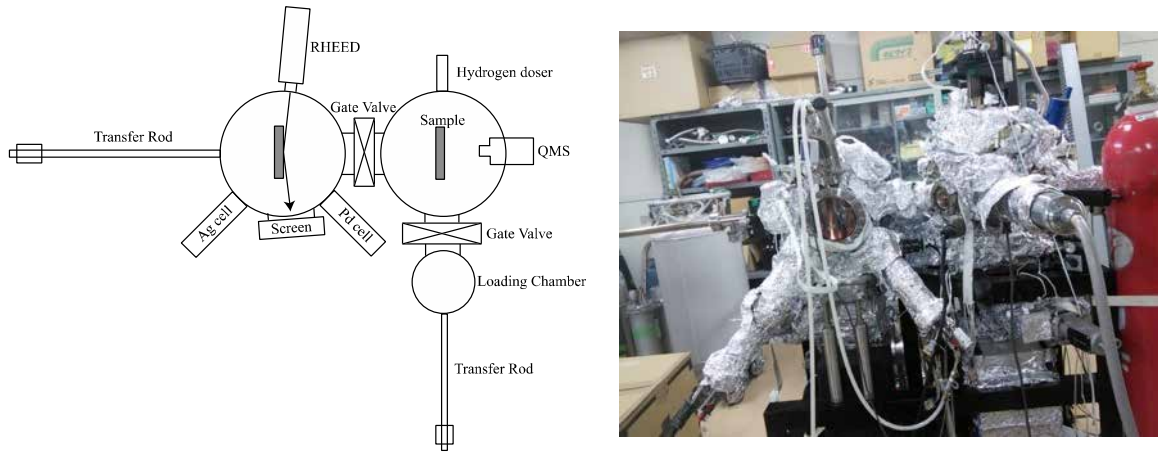 RHEED
Hydrogen doser
Gate Valve
Transfer Rod
Sample
QMS
Ag cell
Screen
Pd cell
Gate Valve
Loading Chamber
Transfer Rod